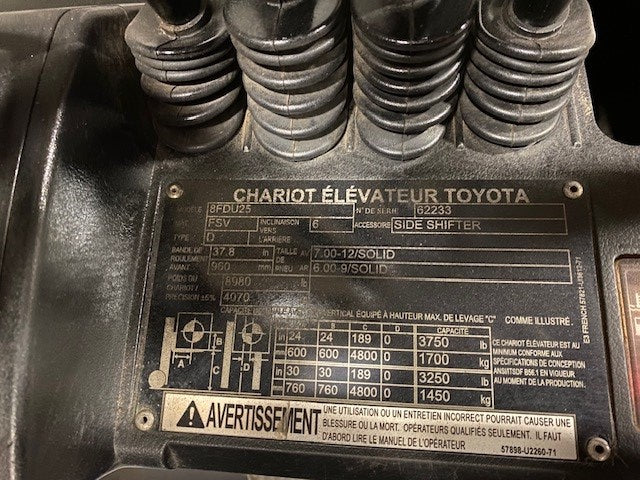 CHARIOT ÉLÉVATEUR TOYOTA
8FDU25 N° DE SÉRIE 62233
FSV INCLINAISON VERS L'ARRIÈRE 6 ACCESSOIRE SIDE SHIFTER
TYPE D
BANDE DE ROULEMENT AVANT 37.8 in TAILLE AV 7.00-12/SOLID
960 mm PNEU AR 6.00-9/SOLID
POIDS DU CHARIOT 8980 lb
PRÉCISION ±5% 4070
VERTICAL ÉQUIPÉ À HAUTEUR MAX. DE LEVAGE "C" COMME ILLUSTRÉ.
A B C D CAPACITÉ
in 24 24 189 0 3750 lb
mm 600 600 4800 0 1700 kg
in 30 30 189 0 3250 lb
mm 760 760 4800 0 1450 kg
CE CHARIOT ÉLÉVATEUR EST AU
MINIMUM CONFORME AUX
SPÉCIFICATIONS DE CONCEPTION
ANSI/ITSDF B56.1 EN VIGUEUR
AU MOMENT DE LA PRODUCTION.
AVERTISSEMENT
UNE UTILISATION OU UN ENTRETIEN INCORRECT POURRAIT CAUSER UNE
BLESSURE OU LA MORT. OPÉRATEURS QUALIFIÉS SEULEMENT. IL FAUT
D'ABORD LIRE LE MANUEL DE L'OPÉRATEUR
57898-U2260-71